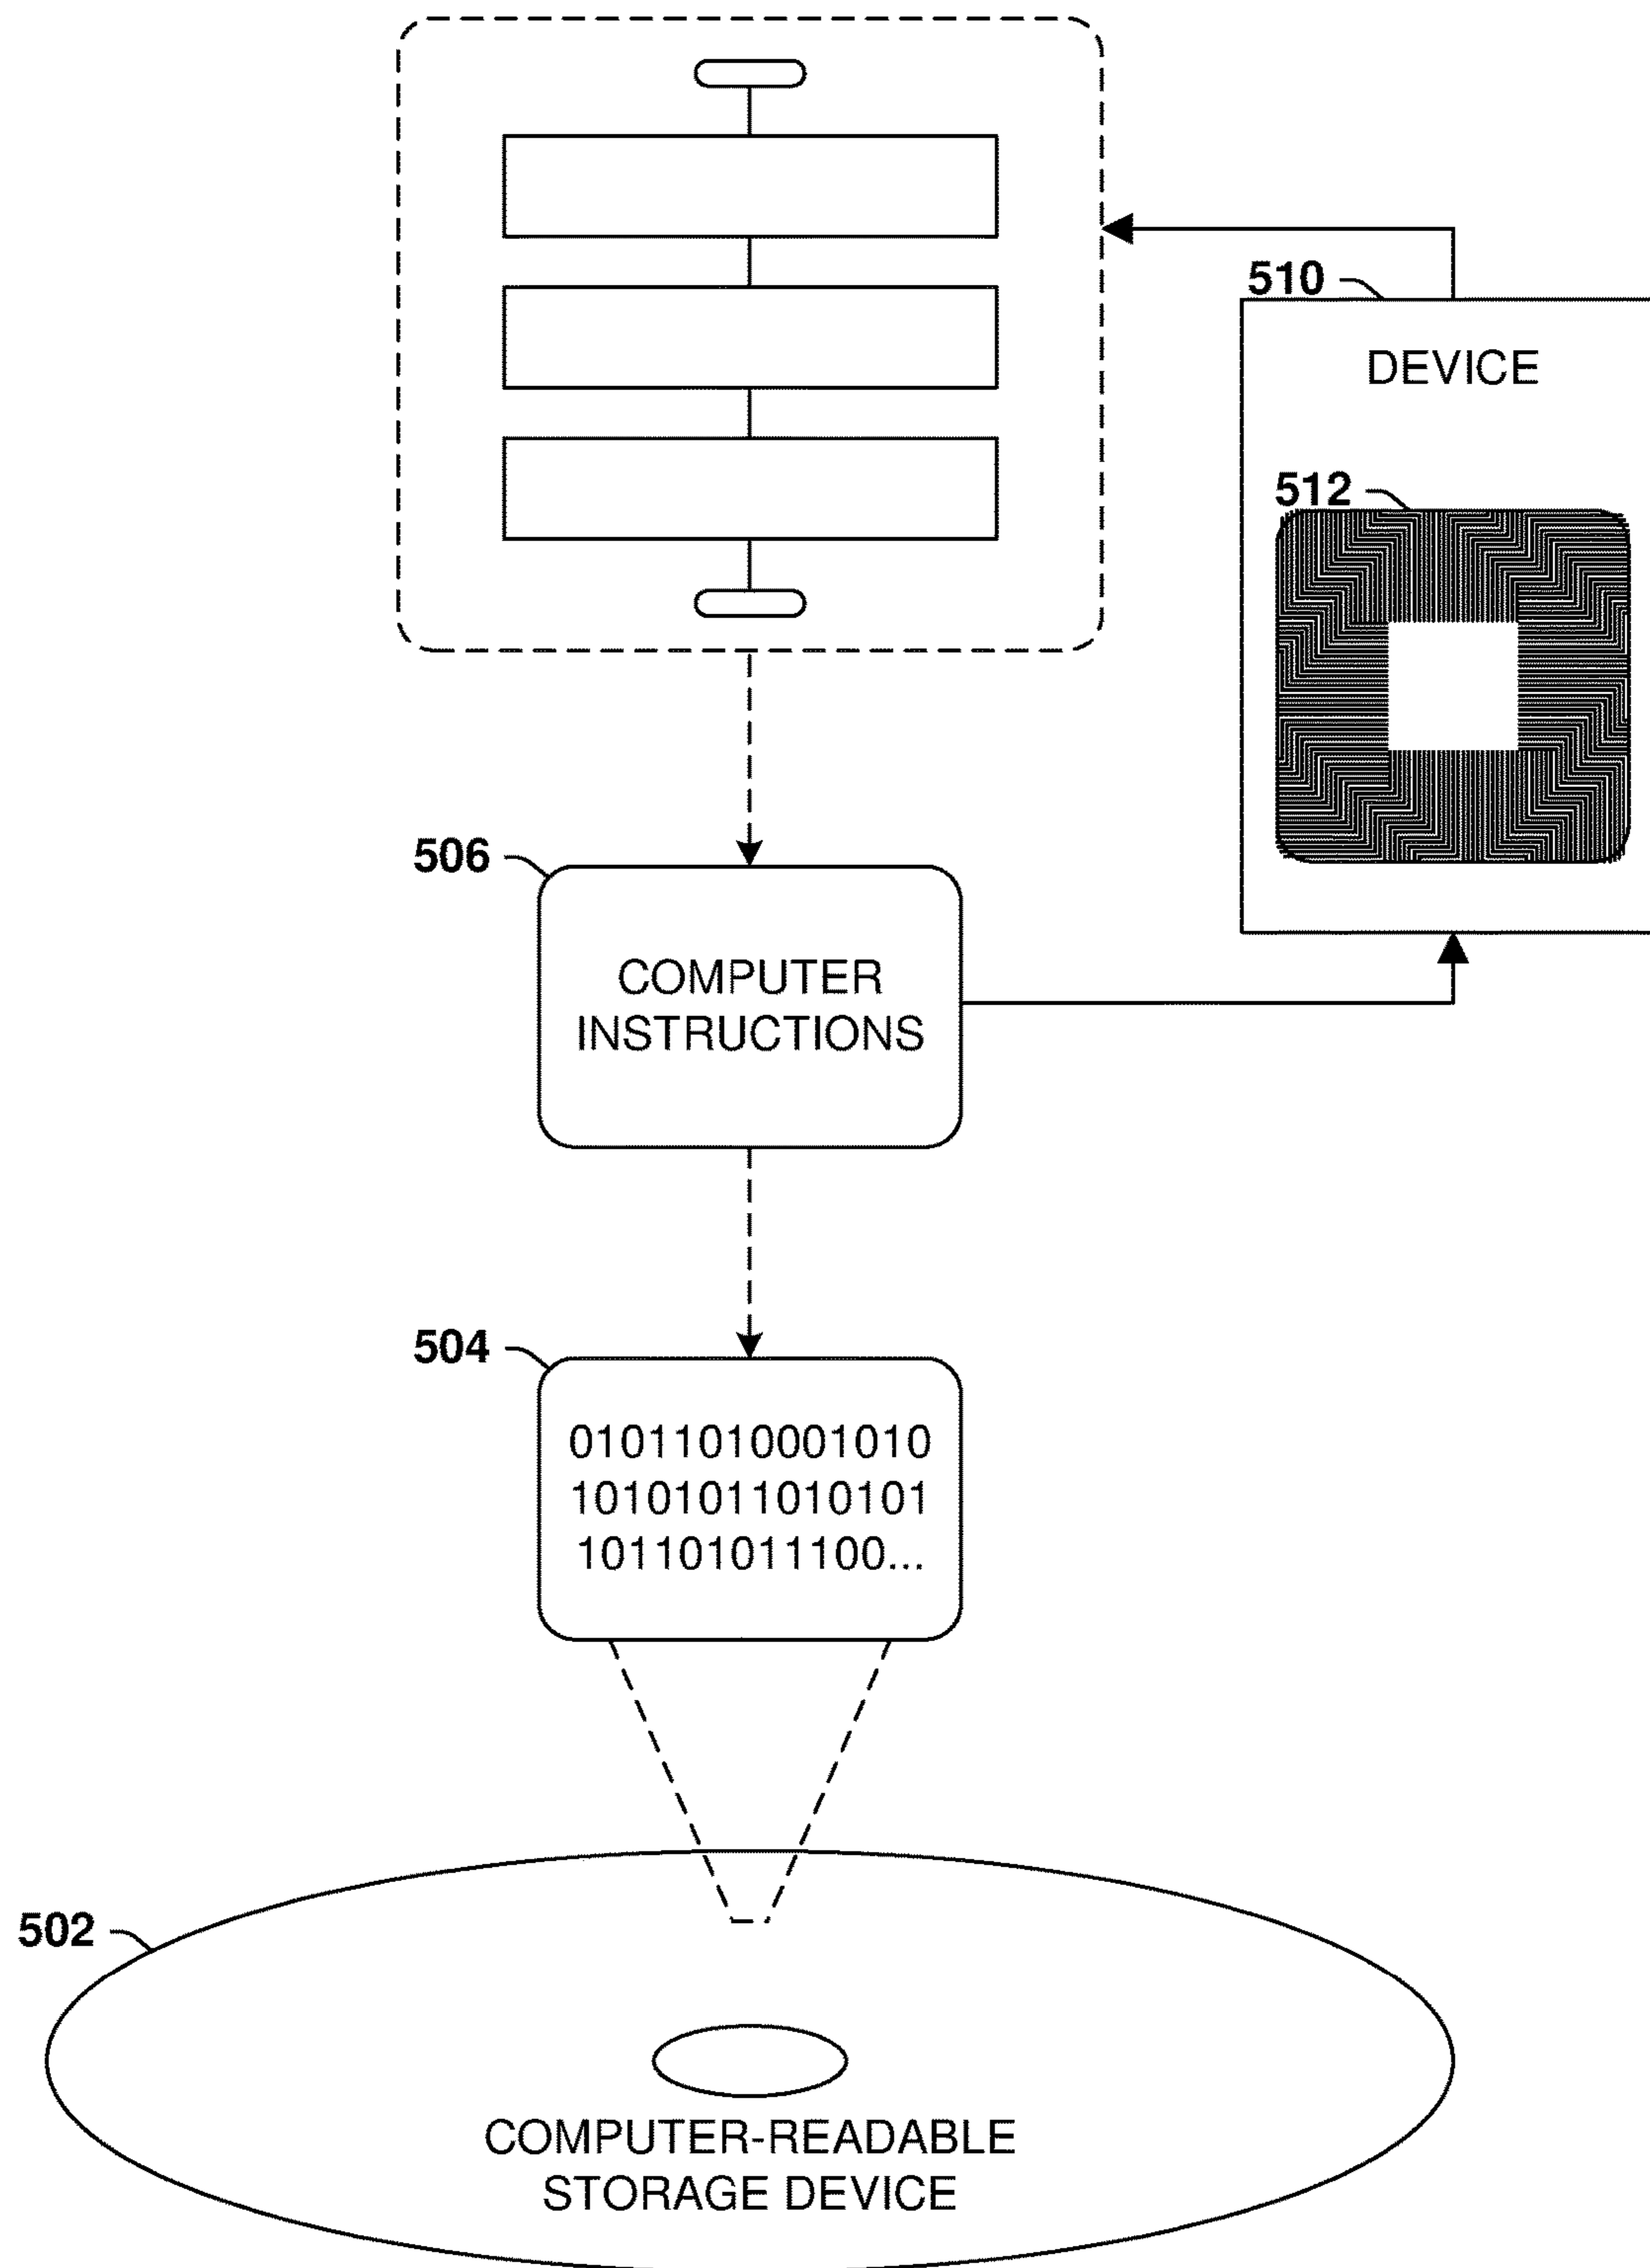 510
DEVICE
512
506
COMPUTER
INSTRUCTIONS
504
01011010001010
10101011010101
101101011100...
502
COMPUTER-READABLE
STORAGE DEVICE